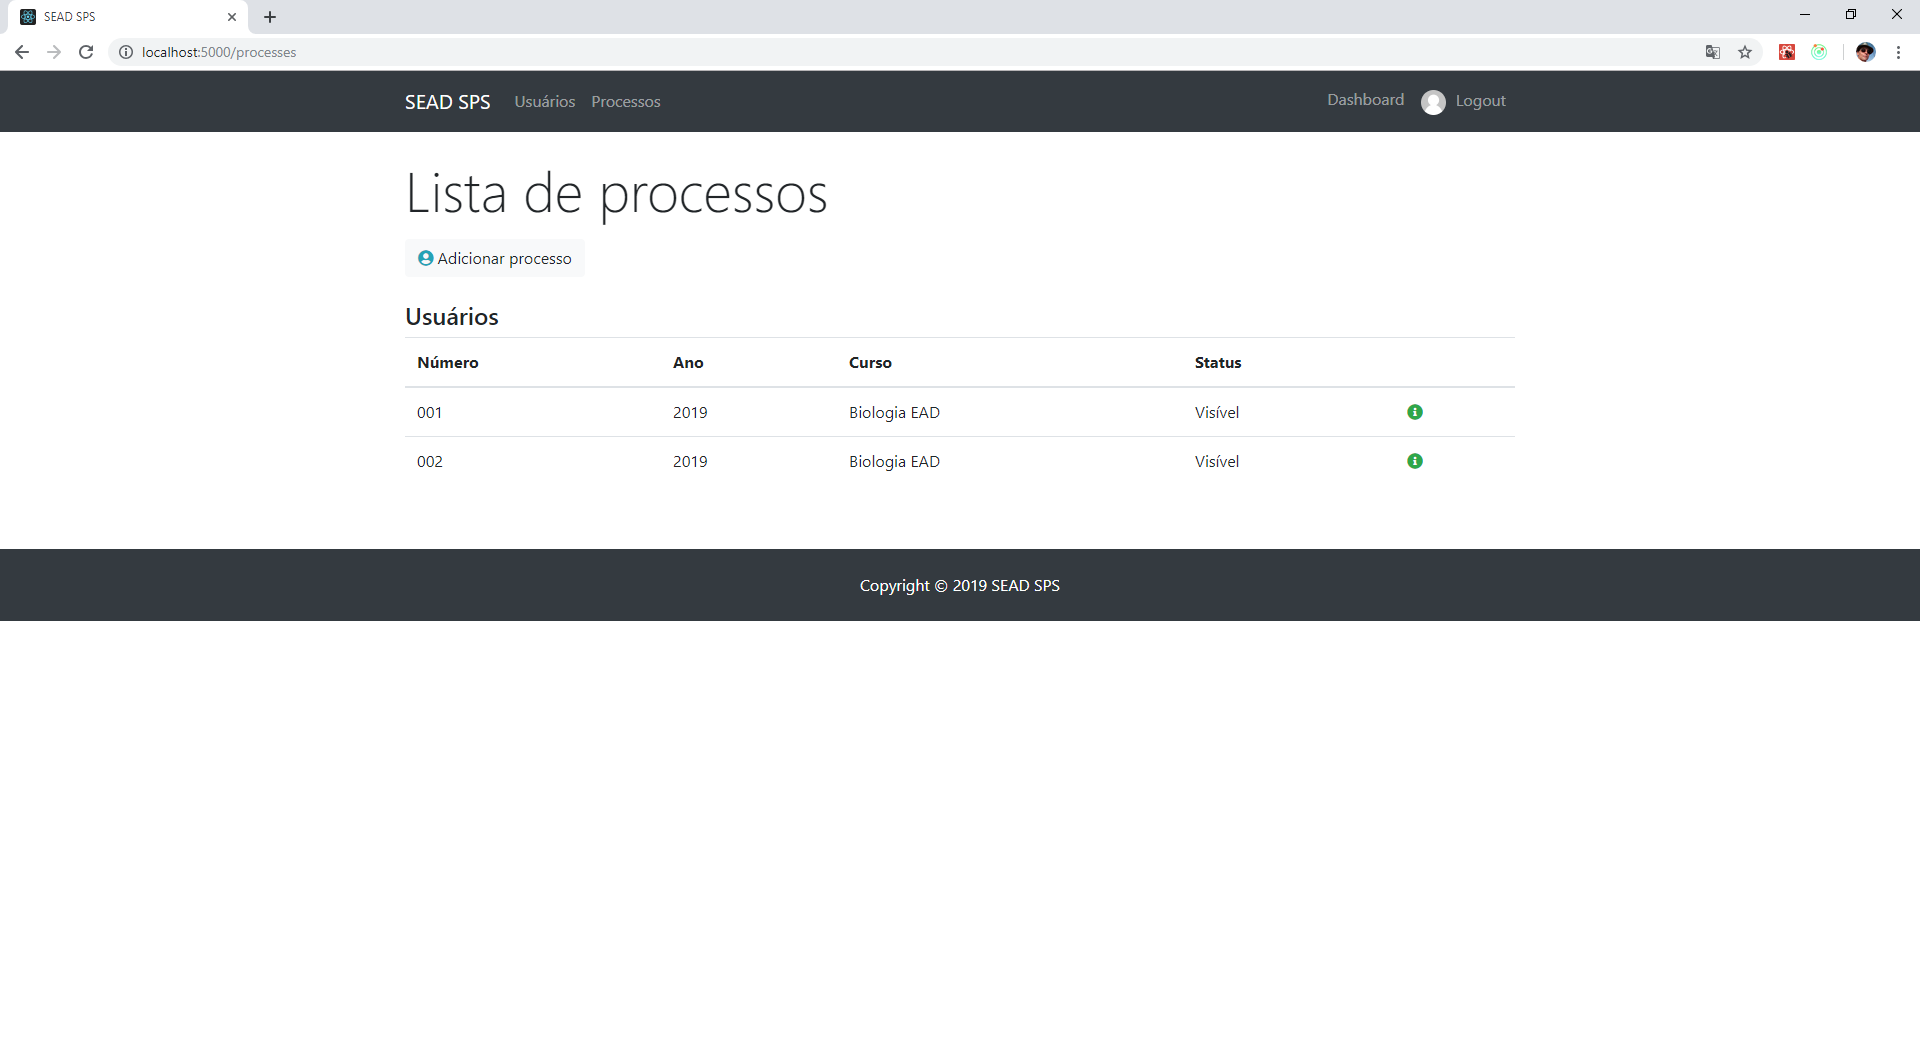 SEAD SPS
localhost:5000/processes
SEAD SPS Usuários Processos Dashboard Logout
Lista de processos
Adicionar processo
Usuários
Número Ano Curso Status
001 2019 Biologia EAD Visível
002 2019 Biologia EAD Visível
Copyright © 2019 SEAD SPS